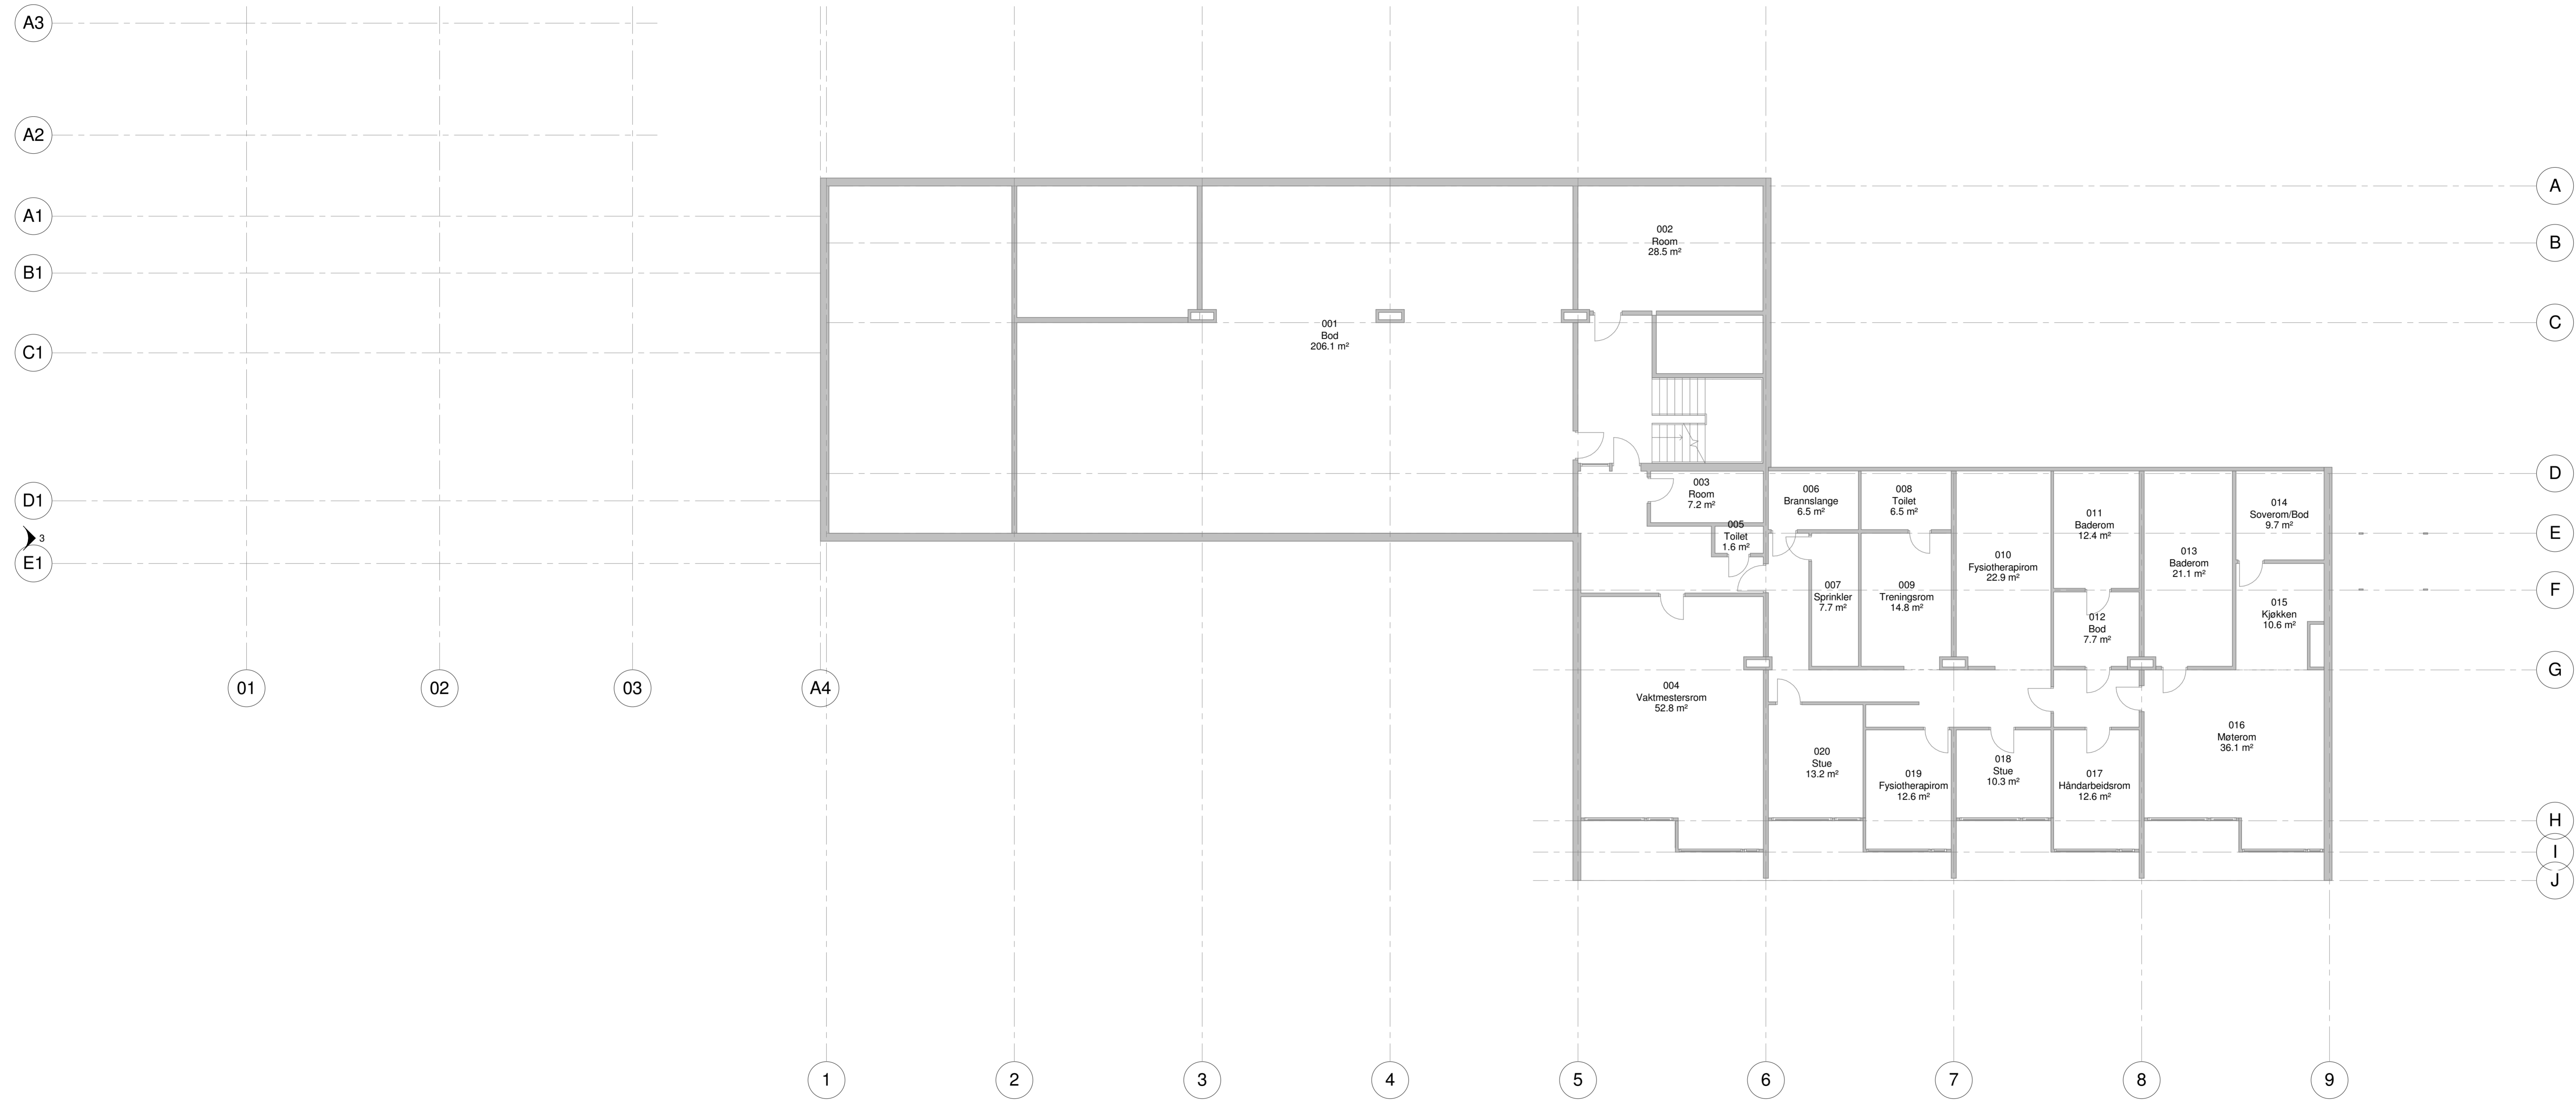 A3
A2
A1
A
B
B1
C
C1
D
D1
3
E
E1
F
G
H
I
J
002
Room
28.5 m²
001
Bod
206.1 m²
003
Room
7.2 m²
005
Toilet
1.6 m²
006
Brannslange
6.5 m²
008
Toilet
6.5 m²
011
Baderom
12.4 m²
014
Soverom/Bod
9.7 m²
010
Fysiotherapirom
22.9 m²
013
Baderom
21.1 m²
007
Sprinkler
7.7 m²
009
Treningsrom
14.8 m²
012
Bod
7.7 m²
015
Kjøkken
10.6 m²
004
Vaktmestersrom
52.8 m²
016
Møterom
36.1 m²
020
Stue
13.2 m²
019
Fysiotherapirom
12.6 m²
018
Stue
10.3 m²
017
Håndarbeidsrom
12.6 m²
01
02
03
A4
1
2
3
4
5
6
7
8
9